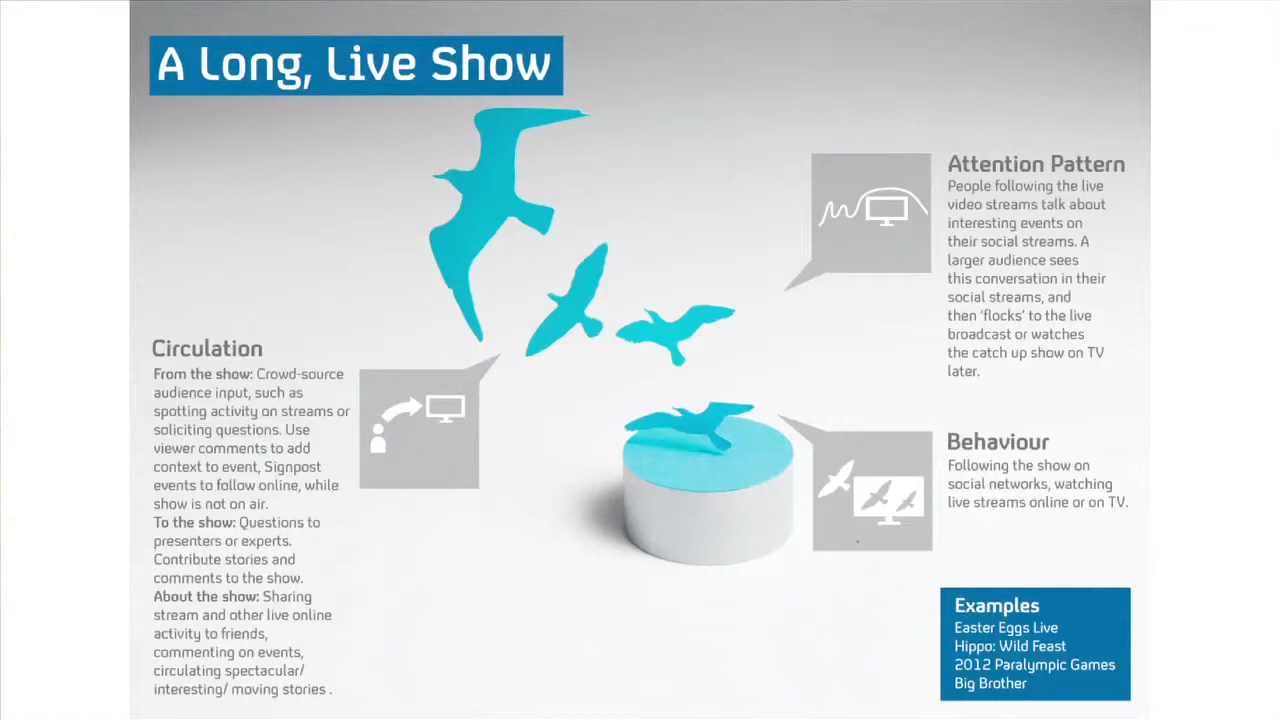 A Long, Live Show
Attention Pattern
People following the live
video streams talk about
interesting events on
their social streams. A
larger audience sees
this conversation in their
social streams, and
then 'flocks' to the live
broadcast or watches
the catch up show on TV
later.
Circulation
From the show: Crowd-source
audience input, such as
spotting activity on streams or
soliciting questions. Use
viewer comments to add
context to event, Signpost
events to follow online, while
show is not on air.
To the show: Questions to
presenters or experts.
Contribute stories and
comments to the show.
About the show: Sharing
stream and other live online
activity to friends,
commenting on events,
circulating spectacular/
interesting/ moving stories .
Behaviour
Following the show on
social networks, watching
live streams online or on TV.
Examples
Easter Eggs Live
Hippo: Wild Feast
2012 Paralympic Games
Big Brother